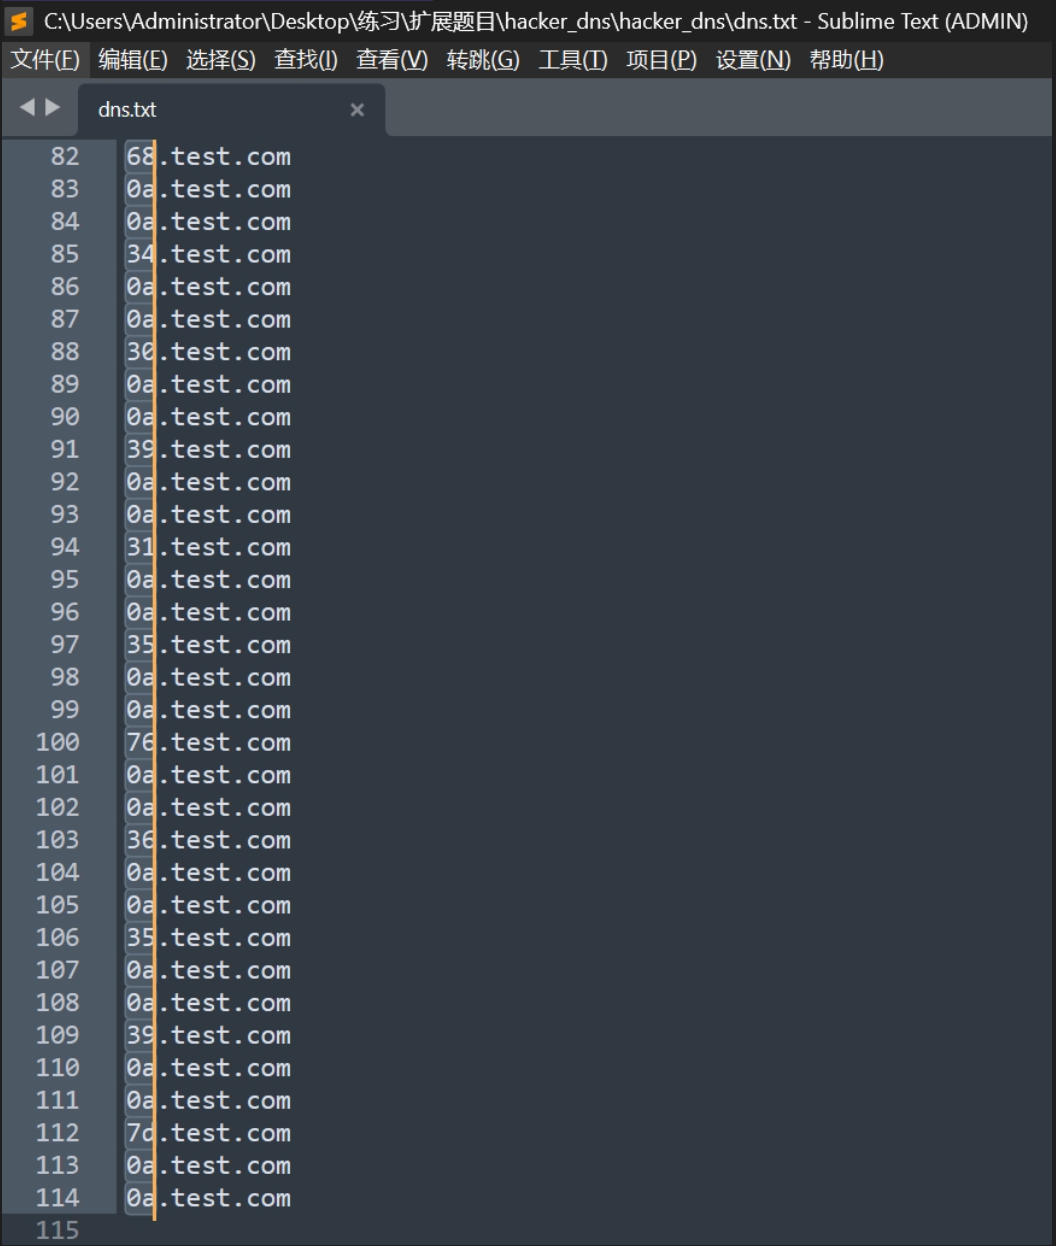 C:\Users\Administrator\Desktop\练习\扩展题目\hacker_dns\hacker_dns\dns.txt - Sublime Text (ADMIN)
文件(F) 编辑(E) 选择(S) 查找(I) 查看(V) 转跳(G) 工具(T) 项目(P) 设置(N) 帮助(H)
dns.txt
82 68.test.com
83 0a.test.com
84 0a.test.com
85 34.test.com
86 0a.test.com
87 0a.test.com
88 30.test.com
89 0a.test.com
90 0a.test.com
91 39.test.com
92 0a.test.com
93 0a.test.com
94 31.test.com
95 0a.test.com
96 0a.test.com
97 35.test.com
98 0a.test.com
99 0a.test.com
100 76.test.com
101 0a.test.com
102 0a.test.com
103 36.test.com
104 0a.test.com
105 0a.test.com
106 35.test.com
107 0a.test.com
108 0a.test.com
109 39.test.com
110 0a.test.com
111 0a.test.com
112 7d.test.com
113 0a.test.com
114 0a.test.com
115